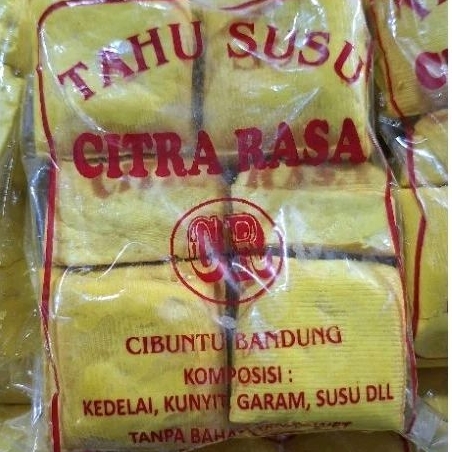 TAHU SUSU
CITRA RASA
CR
CIBUNTU BANDUNG
KOMPOSISI :
KEDELAI, KUNYIT, GARAM, SUSU DLL
TANPA